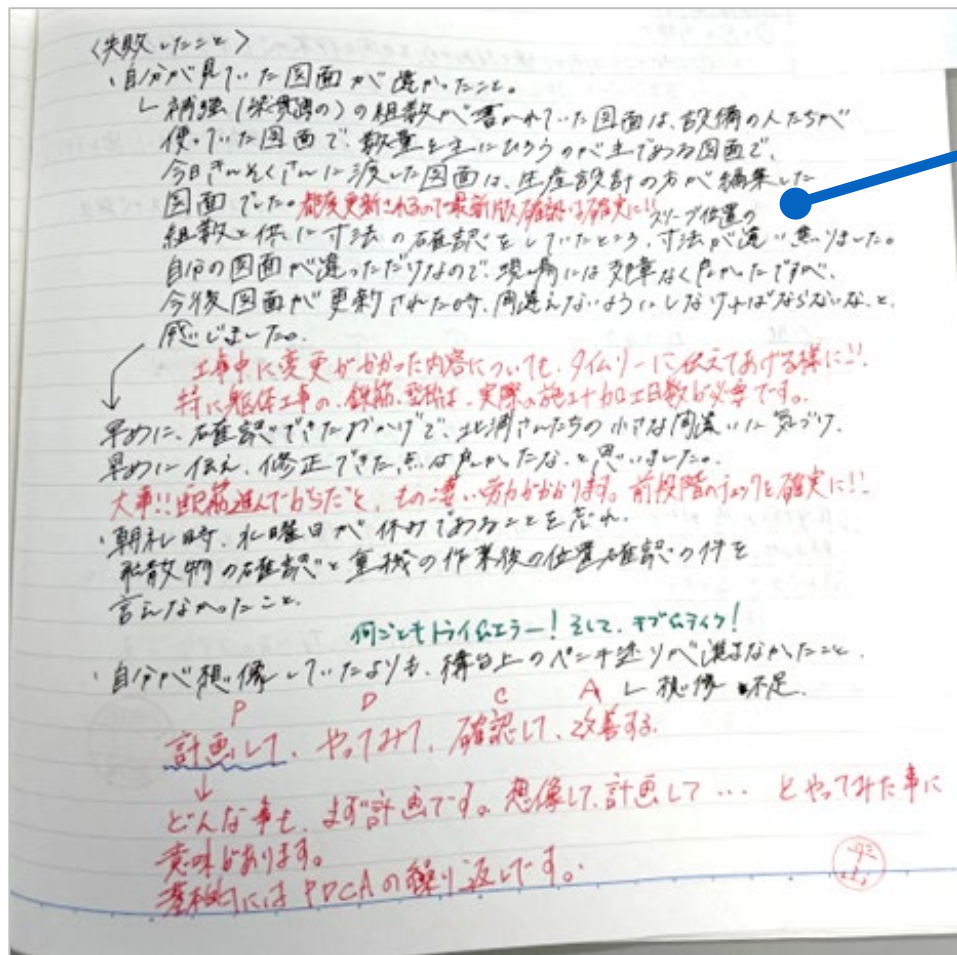 〈失敗したこと〉
・自分が見ていた図面が違かったこと。
└ 補強(梁貫通の)の組数が書かれていた図面は、設備の人たちが
使っていた図面で、数量を主にひろうのが主である図面で、
今日きんそくさんに渡した図面は、生産設計の方が編集した
図面でした。都度更新されるので最新版確認は確実に!! スリーブ位置の
組数と供に寸法の確認をしていたところ、寸法が違い焦りました。
自分の図面が違っただけなので、現場には支障なく良かったですが、
今後図面が更新された時、間違えないようにしなければならないな、と
感じました。
工事中に変更がかかった内容についても、タイムリーに伝えてあげる様に!!
特に躯体工事の、鉄筋、型枠は、実際の施工+加工日数が必要です。
早めに、確認できたおかげで、北浦さんたちの小さな間違いに気づけ、
早めに伝え、修正できた点は良かったな、と思いました。
大事!!配筋進んでからだと、もの凄い労力がかかります。前段階のチェックを確実に!!
・朝礼時、水曜日が休みであることを忘れ、
飛散物の確認と重機の作業後の位置確認の件を
言えなかったこと。
何ごともトライ&エラー! そして、ポジティブ!
・自分が想像していたよりも、構台上のペンキ塗りが進まなかったこと。
P D C A └ 想像 不足。
計画して、やってみて、確認して、改善する。
↓
どんな事も、まず計画です。想像して、計画して … とやってみた事に
意味があります。
基本的にはPDCAの繰り返しです。